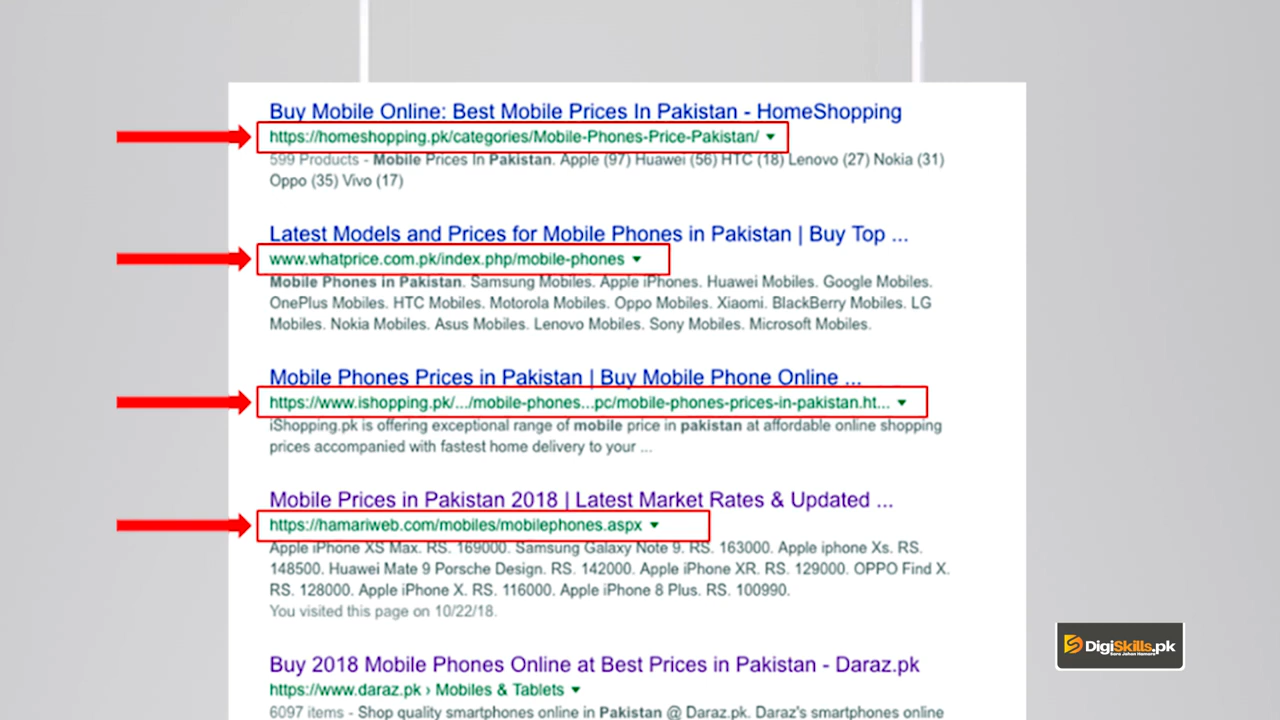 Buy Mobile Online: Best Mobile Prices In Pakistan - HomeShopping
https://homeshopping.pk/categories/Mobile-Phones-Price-Pakistan/
599 Products - Mobile Prices In Pakistan. Apple (97) Huawei (56) HTC (18) Lenovo (27) Nokia (31)
Oppo (35) Vivo (17)
Latest Models and Prices for Mobile Phones in Pakistan | Buy Top ...
www.whatprice.com.pk/index.php/mobile-phones
Mobile Phones in Pakistan. Samsung Mobiles. Apple iPhones. Huawei Mobiles. Google Mobiles.
OnePlus Mobiles. HTC Mobiles. Motorola Mobiles. Oppo Mobiles. Xiaomi. BlackBerry Mobiles. LG
Mobiles. Nokia Mobiles. Asus Mobiles. Lenovo Mobiles. Sony Mobiles. Microsoft Mobiles.
Mobile Phones Prices in Pakistan | Buy Mobile Phone Online ...
https://www.ishopping.pk/.../mobile-phones...pc/mobile-phones-prices-in-pakistan.ht...
iShopping.pk is offering exceptional range of mobile price in pakistan at affordable online shopping
prices accompanied with fastest home delivery to your ...
Mobile Prices in Pakistan 2018 | Latest Market Rates & Updated ...
https://hamariweb.com/mobiles/mobilephones.aspx
Apple iPhone XS Max. RS. 169000. Samsung Galaxy Note 9. RS. 163000. Apple iphone Xs. RS.
148500. Huawei Mate 9 Porsche Design. RS. 142000. Apple iPhone XR. RS. 129000. OPPO Find X.
RS. 128000. Apple iPhone X. RS. 116000. Apple iPhone 8 Plus. RS. 100990.
You visited this page on 10/22/18.
Buy 2018 Mobile Phones Online at Best Prices in Pakistan - Daraz.pk
https://www.daraz.pk › Mobiles & Tablets
6097 items - Shop quality smartphones online in Pakistan @ Daraz.pk. Daraz's smartphones online
DigiSkills.pk
Sara Jahan Hamara